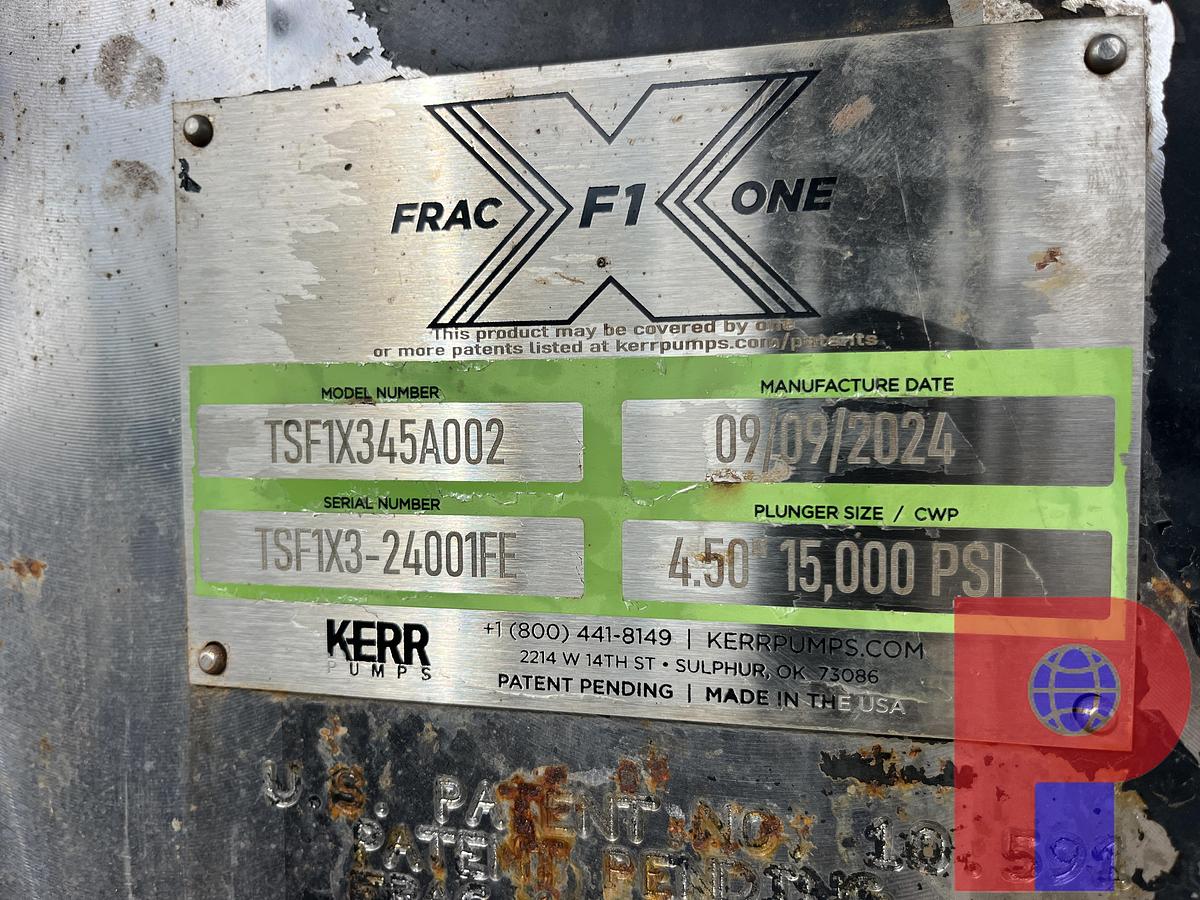 FRAC F1 ONE
This product may be covered by one
or more patents listed at kerrpumps.com/patents
MODEL NUMBER
TSF1X345A002
MANUFACTURE DATE
09/09/2024
SERIAL NUMBER
TSF1X3-24001FE
PLUNGER SIZE / CWP
4.50" 15,000 PSI
KERR
PUMPS
+1 (800) 441-8149 | KERRPUMPS.COM
2214 W 14TH ST • SULPHUR, OK 73086
PATENT PENDING | MADE IN THE USA
U.S. PATENT NO: 10,591
PATENT PENDING